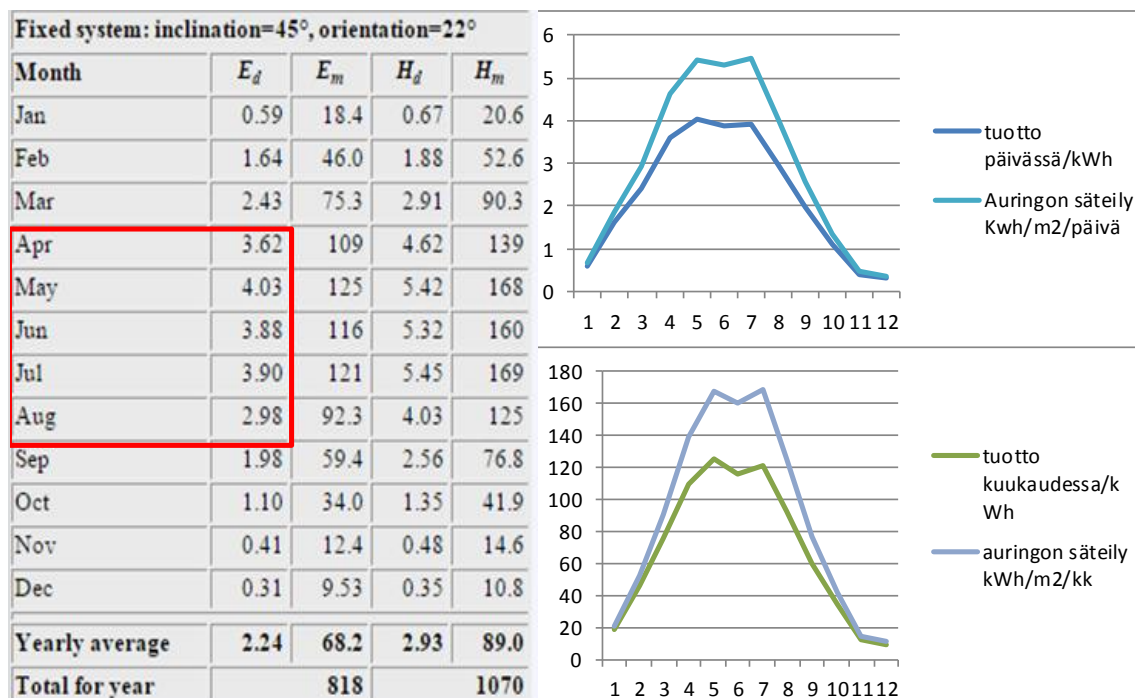 Fixed system: inclination=45°, orientation=22°
Month Ed Em Hd Hm
Jan 0.59 18.4 0.67 20.6
Feb 1.64 46.0 1.88 52.6
Mar 2.43 75.3 2.91 90.3
Apr 3.62 109 4.62 139
May 4.03 125 5.42 168
Jun 3.88 116 5.32 160
Jul 3.90 121 5.45 169
Aug 2.98 92.3 4.03 125
Sep 1.98 59.4 2.56 76.8
Oct 1.10 34.0 1.35 41.9
Nov 0.41 12.4 0.48 14.6
Dec 0.31 9.53 0.35 10.8
Yearly average 2.24 68.2 2.93 89.0
Total for year 818 1070
6
5
4
3
2
1
0
1 2 3 4 5 6 7 8 9 10 11 12
tuotto
päivässä/kWh
Auringon säteily
Kwh/m2/päivä
180
160
140
120
100
80
60
40
20
0
1 2 3 4 5 6 7 8 9 10 11 12
tuotto
kuukaudessa/k
Wh
auringon säteily
kWh/m2/kk